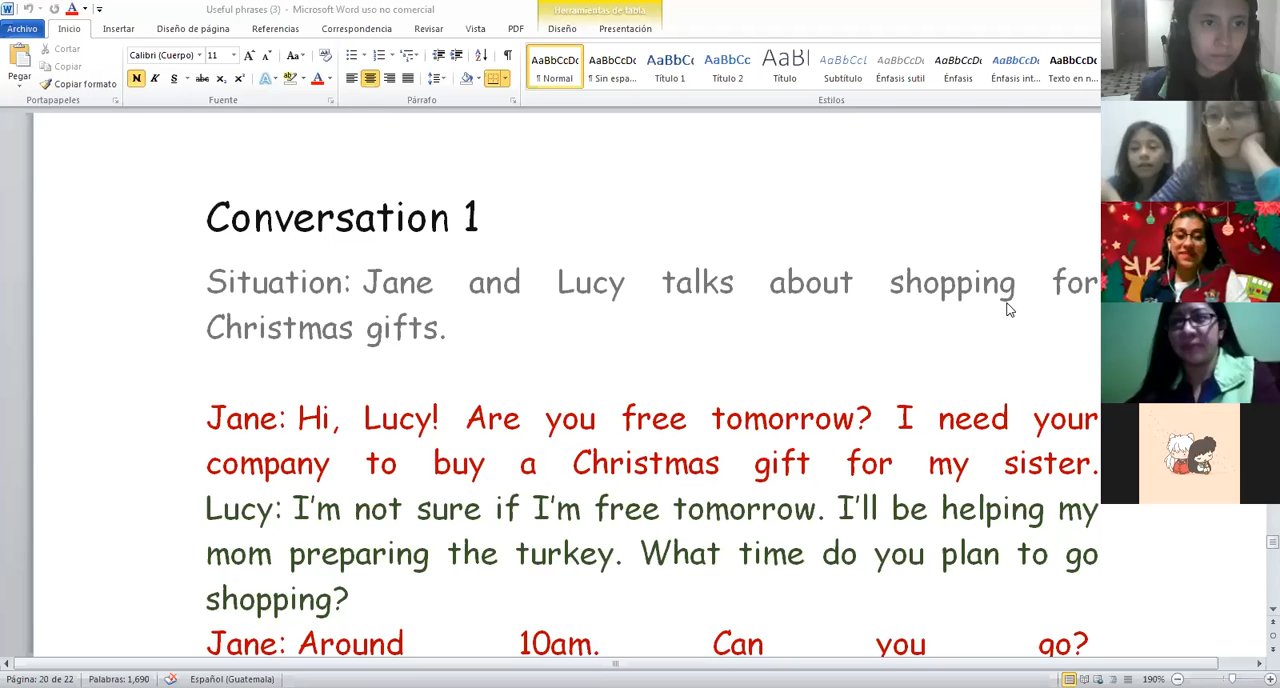 Useful phrases (3) - Microsoft Word uso no comercial
Herramientas de tabla
Archivo Inicio Insertar Diseño de página Referencias Correspondencia Revisar Vista PDF Diseño Presentación
Pegar
Cortar
Copiar
Copiar formato
Portapapeles
Calibri (Cuerpo) 11
Fuente
Párrafo
AaBbCcDc AaBbCcDc AaBbCc AaBbCc AaBl AaBbCcL AaBbCcDc AaBbCcDc AaBbCcDc AaBbCcDc
¶ Normal ¶ Sin espa... Título 1 Título 2 Título Subtítulo Énfasis sutil Énfasis Énfasis int... Texto en n
Estilos
Conversation 1
Situation: Jane and Lucy talks about shopping for
Christmas gifts.
Jane: Hi, Lucy! Are you free tomorrow? I need your
company to buy a Christmas gift for my sister.
Lucy: I'm not sure if I'm free tomorrow. I'll be helping my
mom preparing the turkey. What time do you plan to go
shopping?
Jane: Around 10am. Can you go?
Página: 20 de 22 Palabras: 1,690 Español (Guatemala) 190%